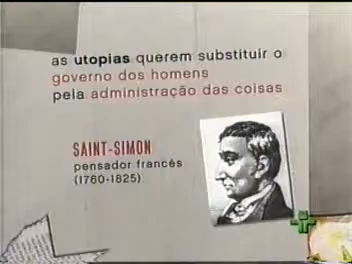 as utopias querem substituir o
governo dos homens
pela administração das coisas
SAINT-SIMON
pensador francês
(1760-1825)